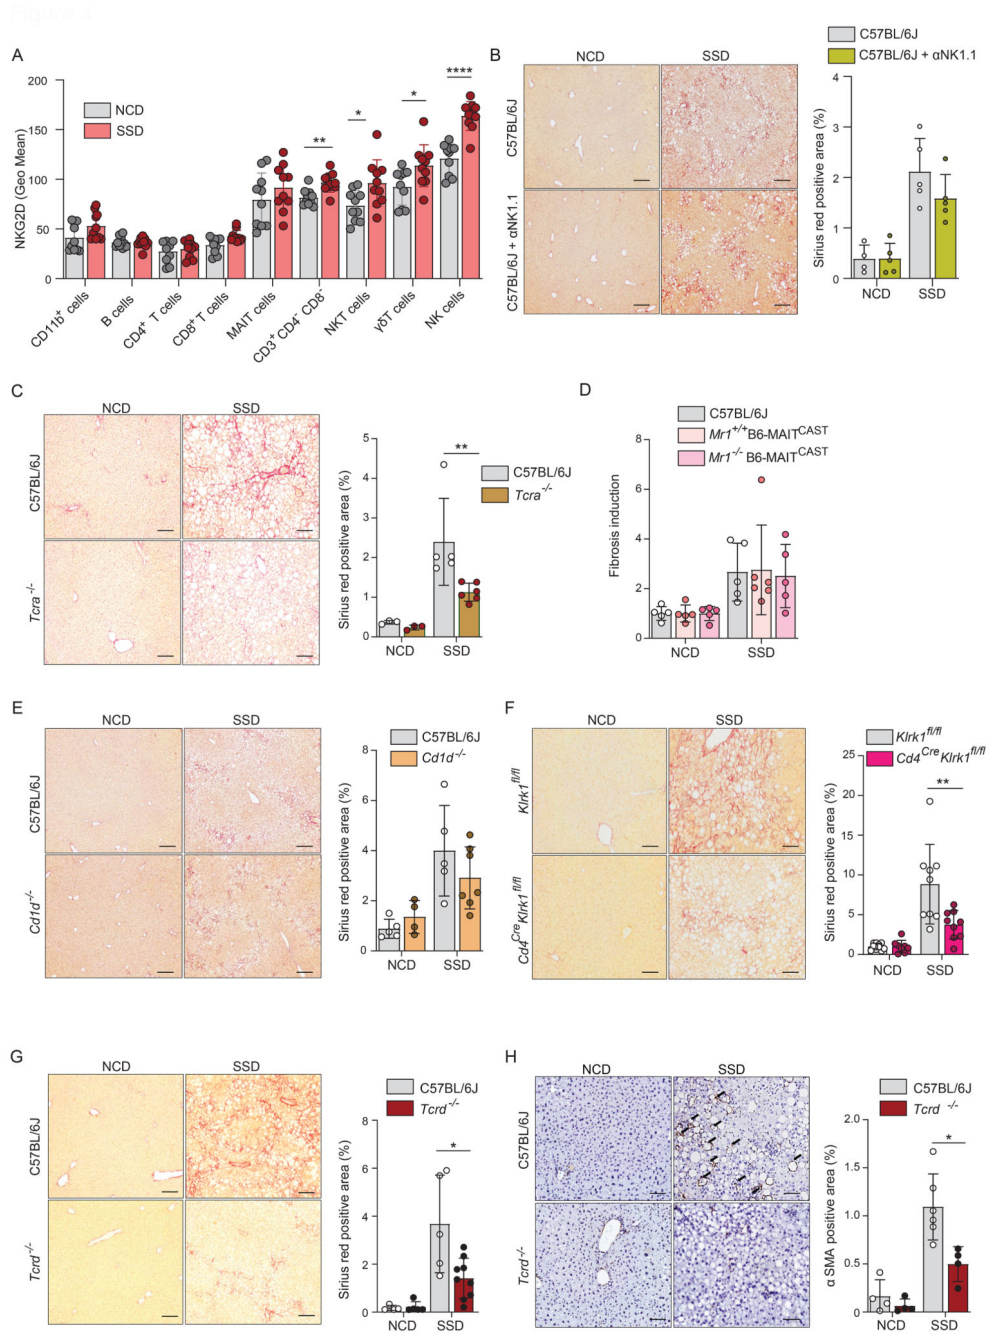 Figure 4
A
NKG2D (Geo Mean)
200
150
100
50
0
NCD
SSD
**
*
*
****
CD11b⁺ cells
B cells
CD4⁺ T cells
CD8⁺ T cells
MAIT cells
CD3⁺ CD4⁻ CD8⁻
NKT cells
γδT cells
NK cells
B
NCD
SSD
C57BL/6J
C57BL/6J + αNK1.1
C57BL/6J
C57BL/6J + αNK1.1
Sirius red positive area (%)
4
3
2
1
0
NCD
SSD
C
NCD
SSD
C57BL/6J
Tcra⁻/⁻
Sirius red positive area (%)
5
4
3
2
1
0
**
C57BL/6J
Tcra⁻/⁻
NCD
SSD
D
C57BL/6J
Mr1⁺/⁺B6-MAITCAST
Mr1⁻/⁻ B6-MAITCAST
Fibrosis induction
8
6
4
2
0
NCD
SSD
E
NCD
SSD
C57BL/6J
Cd1d⁻/⁻
C57BL/6J
Cd1d⁻/⁻
Sirius red positive area (%)
8
6
4
2
0
NCD
SSD
F
NCD
SSD
Klrk1fl/fl
Cd4CreKlrk1fl/fl
Klrk1fl/fl
Cd4CreKlrk1fl/fl
Sirius red positive area (%)
25
20
15
10
5
0
**
NCD
SSD
G
NCD
SSD
C57BL/6J
Tcrd⁻/⁻
C57BL/6J
Tcrd⁻/⁻
Sirius red positive area (%)
8
6
4
2
0
*
NCD
SSD
H
NCD
SSD
C57BL/6J
Tcrd⁻/⁻
C57BL/6J
Tcrd ⁻/⁻
α SMA positive area (%)
2.0
1.5
1.0
0.5
0.0
*
NCD
SSD